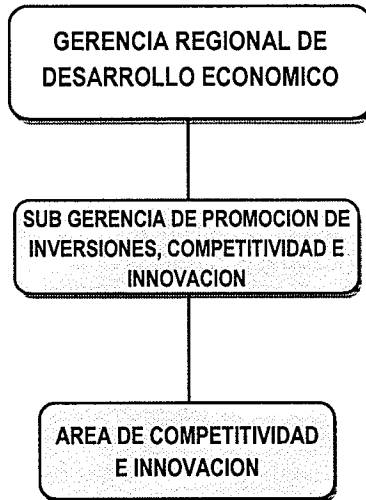 GERENCIA REGIONAL DE
DESARROLLO ECONOMICO
SUB GERENCIA DE PROMOCION DE
INVERSIONES, COMPETITIVIDAD E
INNOVACION
AREA DE COMPETITIVIDAD
E INNOVACION